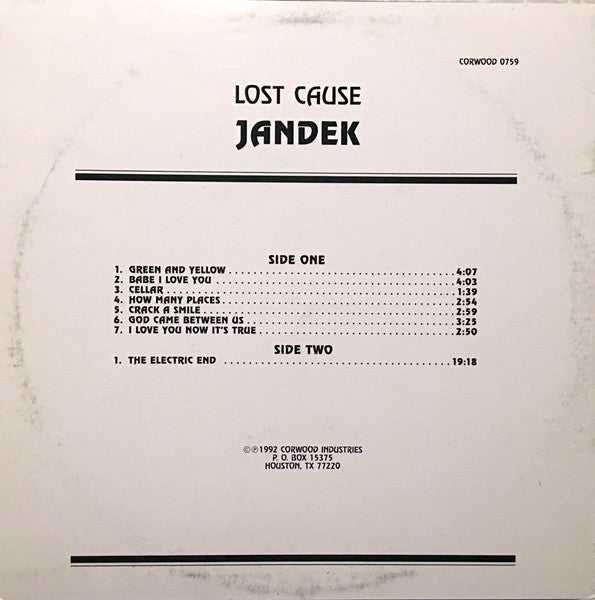 CORWOOD 0759
LOST CAUSE
JANDEK
SIDE ONE
1. GREEN AND YELLOW . . . . . . . . . . . . . . . . . . . . . . . . . . . . . . . . . . . 4:07
2. BABE I LOVE YOU . . . . . . . . . . . . . . . . . . . . . . . . . . . . . . . . . . . . 4:03
3. CELLAR . . . . . . . . . . . . . . . . . . . . . . . . . . . . . . . . . . . . . . . . . . . 1:39
4. HOW MANY PLACES . . . . . . . . . . . . . . . . . . . . . . . . . . . . . . . . . . . 2:54
5. CRACK A SMILE . . . . . . . . . . . . . . . . . . . . . . . . . . . . . . . . . . . . . . 2:59
6. GOD CAME BETWEEN US . . . . . . . . . . . . . . . . . . . . . . . . . . . . . . . . 3:25
7. I LOVE YOU NOW IT'S TRUE . . . . . . . . . . . . . . . . . . . . . . . . . . . . . . 2:50
SIDE TWO
1. THE ELECTRIC END . . . . . . . . . . . . . . . . . . . . . . . . . . . . . . . . . . . 19:18
©℗1992 CORWOOD INDUSTRIES
P. O. BOX 15375
HOUSTON, TX 77220